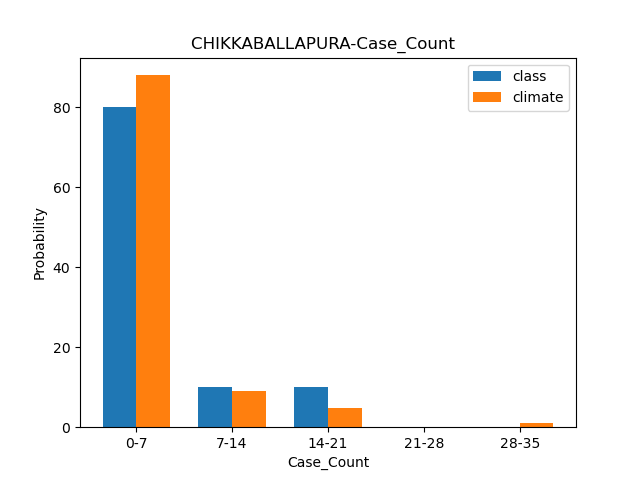 CHIKKABALLAPURA-Case_Count
class
climate
Probability
80
60
40
20
0
0-7 7-14 14-21 21-28 28-35
Case_Count